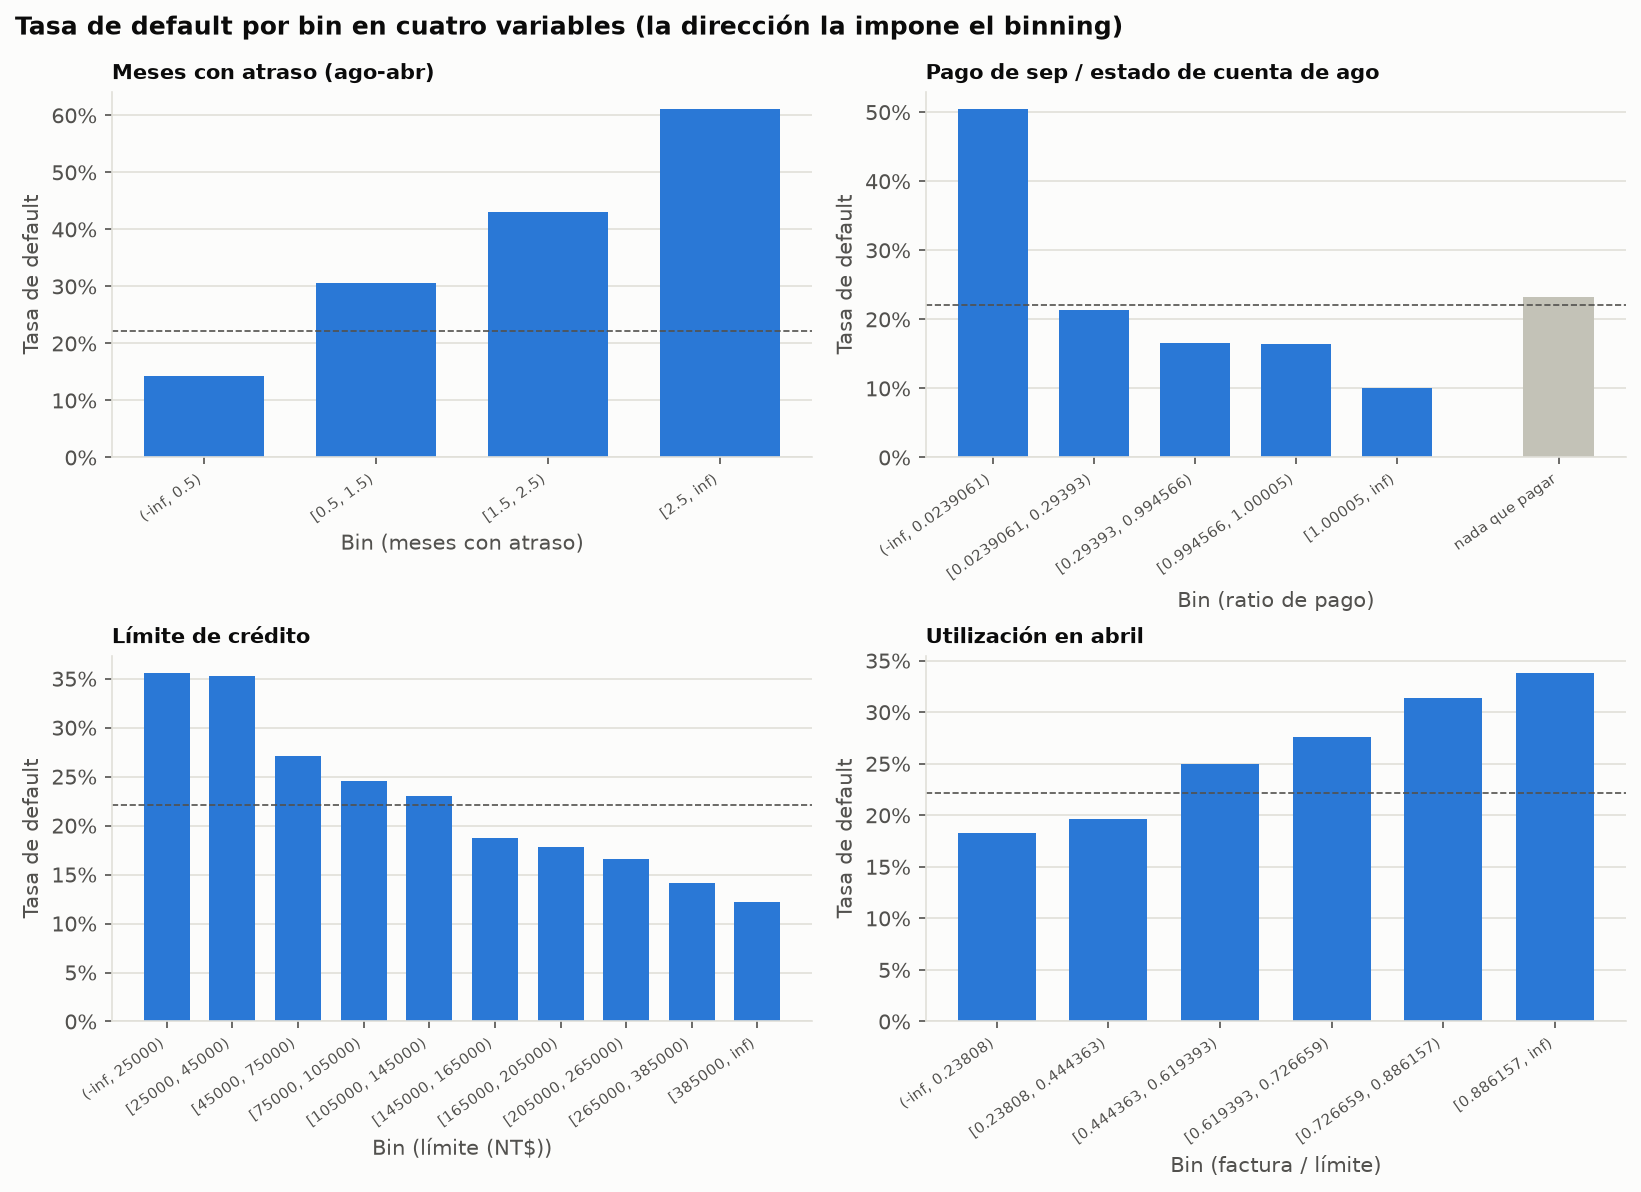 Tasa de default por bin en cuatro variables (la dirección la impone el binning)
Meses con atraso (ago-abr)
Tasa de default
60%
50%
40%
30%
20%
10%
0%
(-inf, 0.5)
[0.5, 1.5)
[1.5, 2.5)
[2.5, inf)
Bin (meses con atraso)
Pago de sep / estado de cuenta de ago
Tasa de default
50%
40%
30%
20%
10%
0%
(-inf, 0.0239061)
[0.0239061, 0.29393)
[0.29393, 0.994566)
[0.994566, 1.00005)
[1.00005, inf)
nada que pagar
Bin (ratio de pago)
Límite de crédito
Tasa de default
35%
30%
25%
20%
15%
10%
5%
0%
(-inf, 25000)
[25000, 45000)
[45000, 75000)
[75000, 105000)
[105000, 145000)
[145000, 165000)
[165000, 205000)
[205000, 265000)
[265000, 385000)
[385000, inf)
Bin (límite (NT$))
Utilización en abril
Tasa de default
35%
30%
25%
20%
15%
10%
5%
0%
(-inf, 0.23808)
[0.23808, 0.444363)
[0.444363, 0.619393)
[0.619393, 0.726659)
[0.726659, 0.886157)
[0.886157, inf)
Bin (factura / límite)